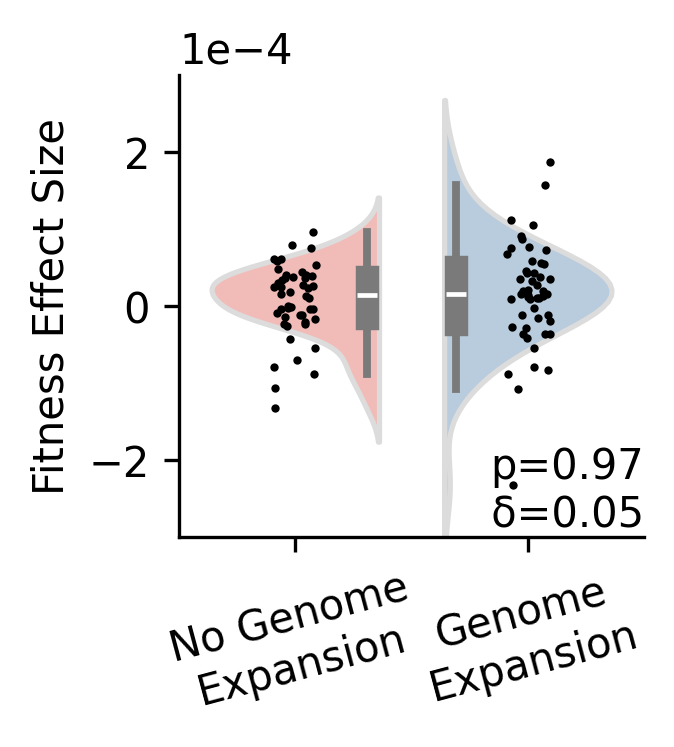 1e−4
Fitness Effect Size
2
0
−2
p=0.97
δ=0.05
No Genome
Expansion
Genome
Expansion